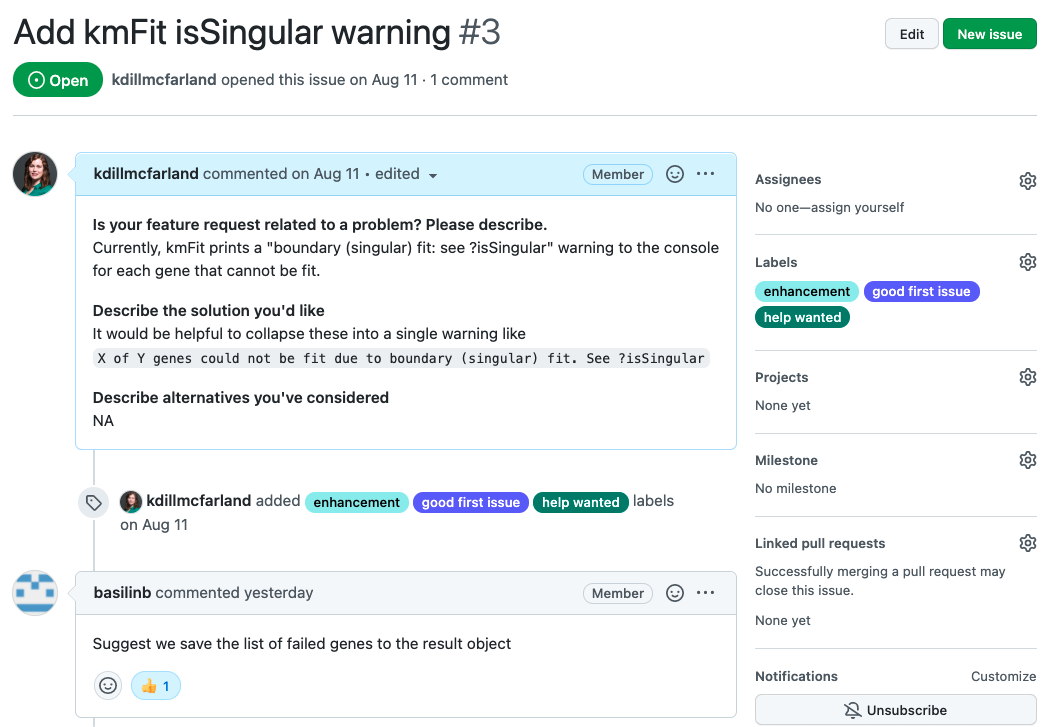 Add kmFit isSingular warning #3
Edit
New issue
Open
kdillmcfarland opened this issue on Aug 11 · 1 comment
kdillmcfarland commented on Aug 11 • edited
Member
Is your feature request related to a problem? Please describe.
Currently, kmFit prints a "boundary (singular) fit: see ?isSingular" warning to the console
for each gene that cannot be fit.
Describe the solution you'd like
It would be helpful to collapse these into a single warning like
X of Y genes could not be fit due to boundary (singular) fit. See ?isSingular
Describe alternatives you've considered
NA
kdillmcfarland added enhancement good first issue help wanted labels
on Aug 11
basilinb commented yesterday
Member
Suggest we save the list of failed genes to the result object
1
Assignees
No one—assign yourself
Labels
enhancement good first issue
help wanted
Projects
None yet
Milestone
No milestone
Linked pull requests
Successfully merging a pull request may
close this issue.
None yet
Notifications
Customize
Unsubscribe